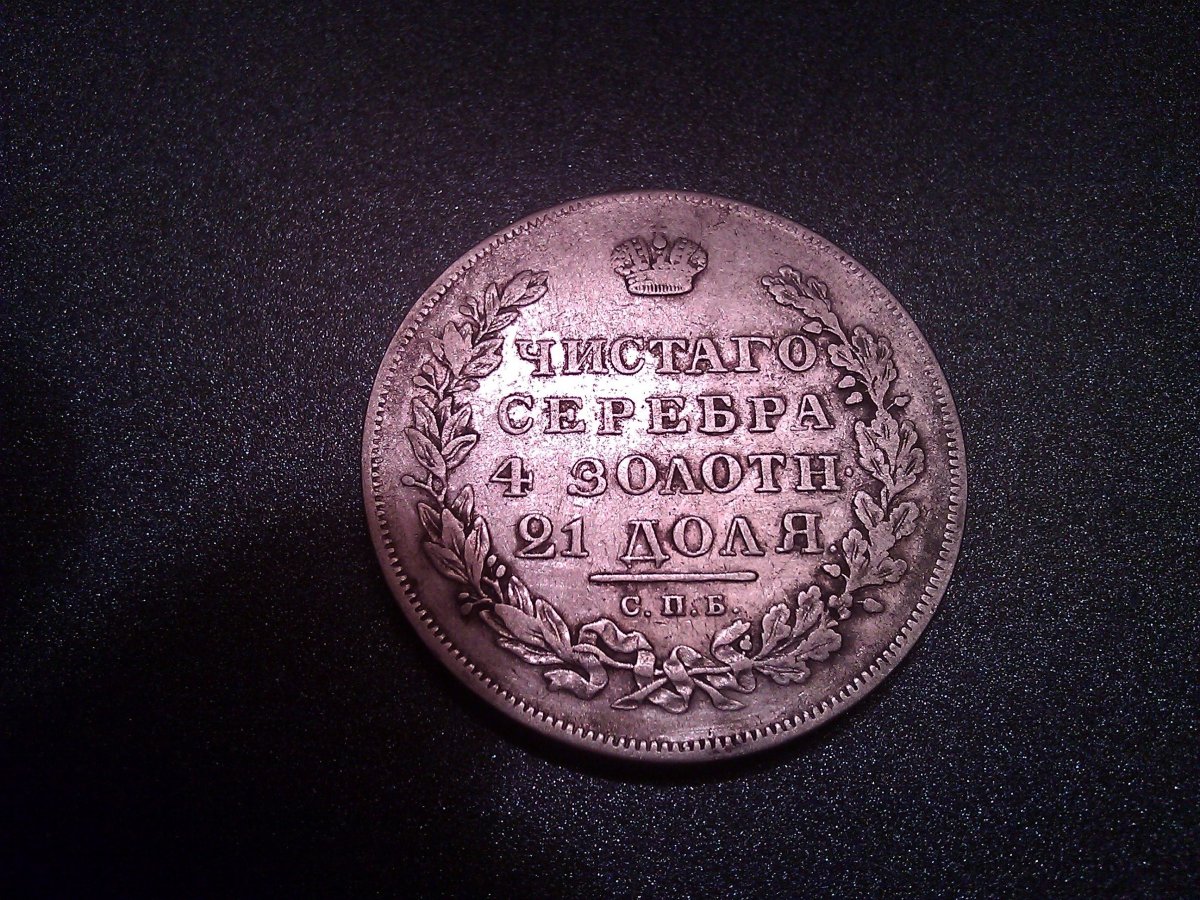 ЧИСТАГО
СЕРЕБРА
4 ЗОЛОТН.
21 ДОЛЯ.
С. П. Б.